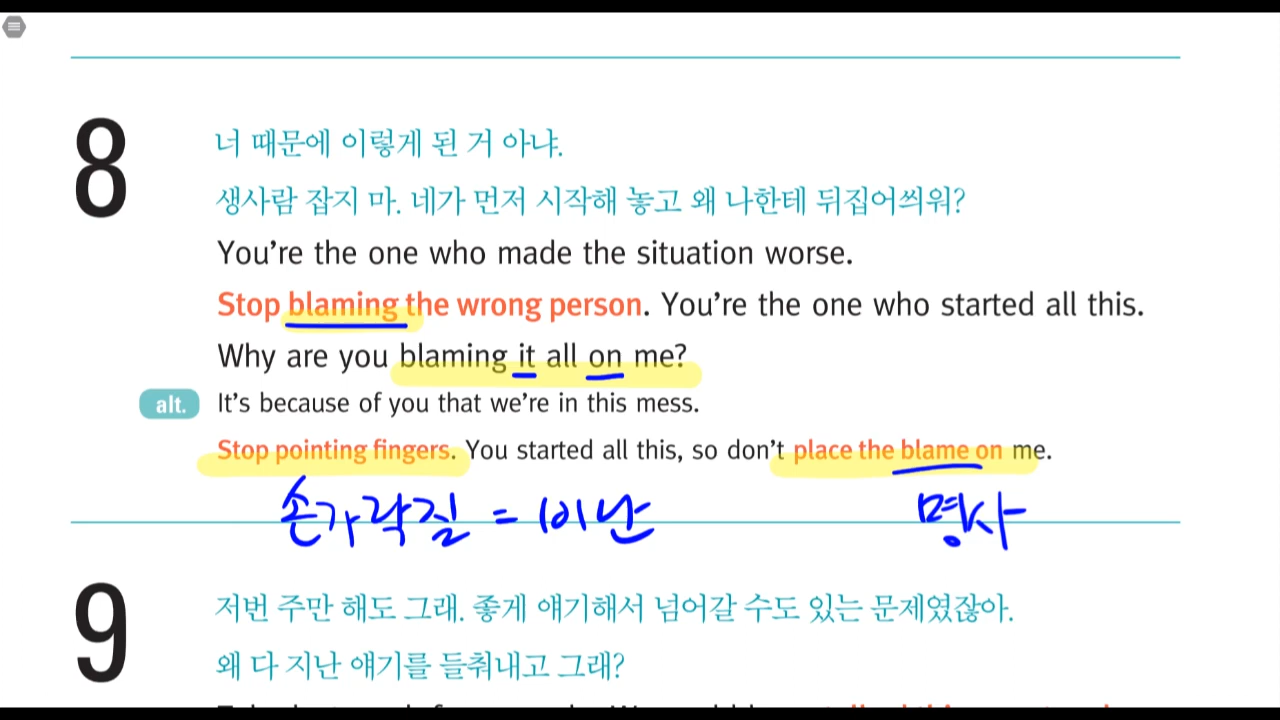 8
너 때문에 이렇게 된 거 아냐.
생사람 잡지 마. 네가 먼저 시작해 놓고 왜 나한테 뒤집어씌워?
You're the one who made the situation worse.
Stop blaming the wrong person. You're the one who started all this.
Why are you blaming it all on me?
alt. It's because of you that we're in this mess.
Stop pointing fingers. You started all this, so don't place the blame on me.
손가락질 = 비난 명사
9
저번 주만 해도 그래. 좋게 얘기해서 넘어갈 수도 있는 문제였잖아.
왜 다 지난 얘기를 들춰내고 그래?